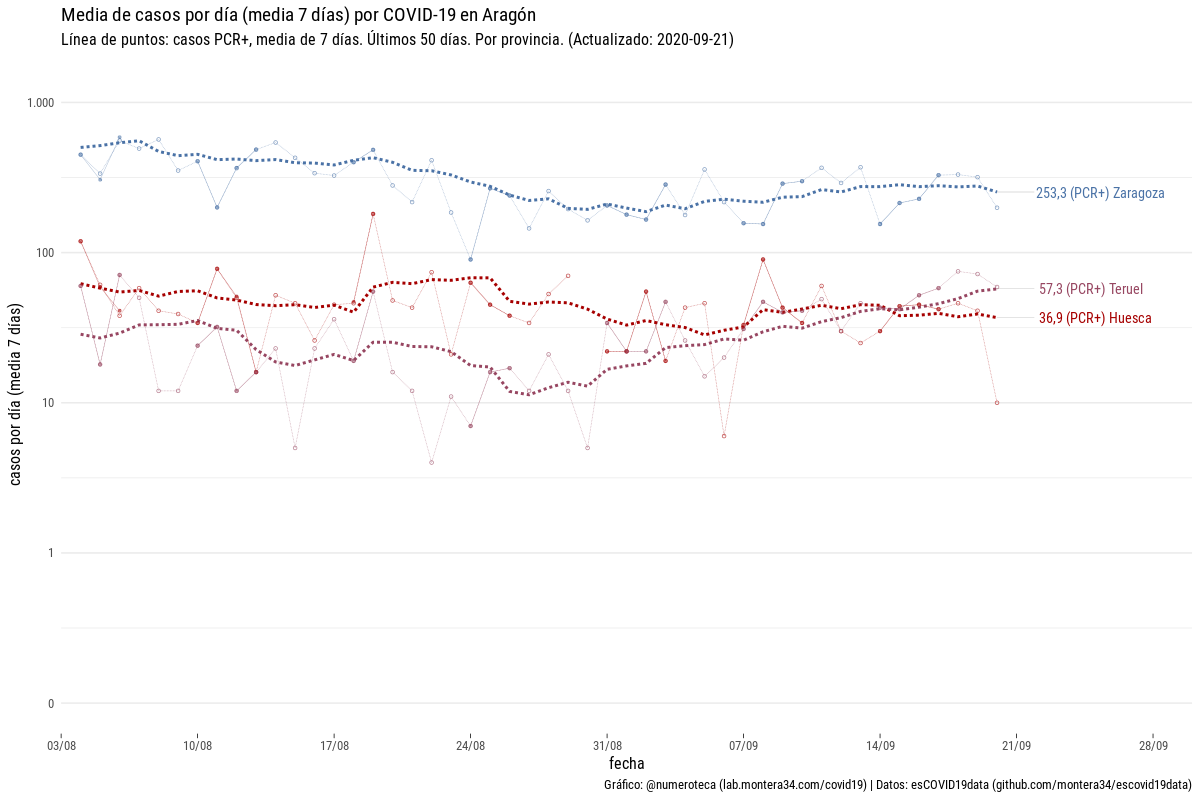 Media de casos por día (media 7 días) por COVID-19 en Aragón
Línea de puntos: casos PCR+, media de 7 días. Últimos 50 días. Por provincia. (Actualizado: 2020-09-21)
casos por día (media 7 días)
1.000
100
10
1
0
253,3 (PCR+) Zaragoza
57,3 (PCR+) Teruel
36,9 (PCR+) Huesca
03/08 10/08 17/08 24/08 31/08 07/09 14/09 21/09 28/09
fecha
Gráfico: @numeroteca (lab.montera34.com/covid19) | Datos: esCOVID19data (github.com/montera34/escovid19data)